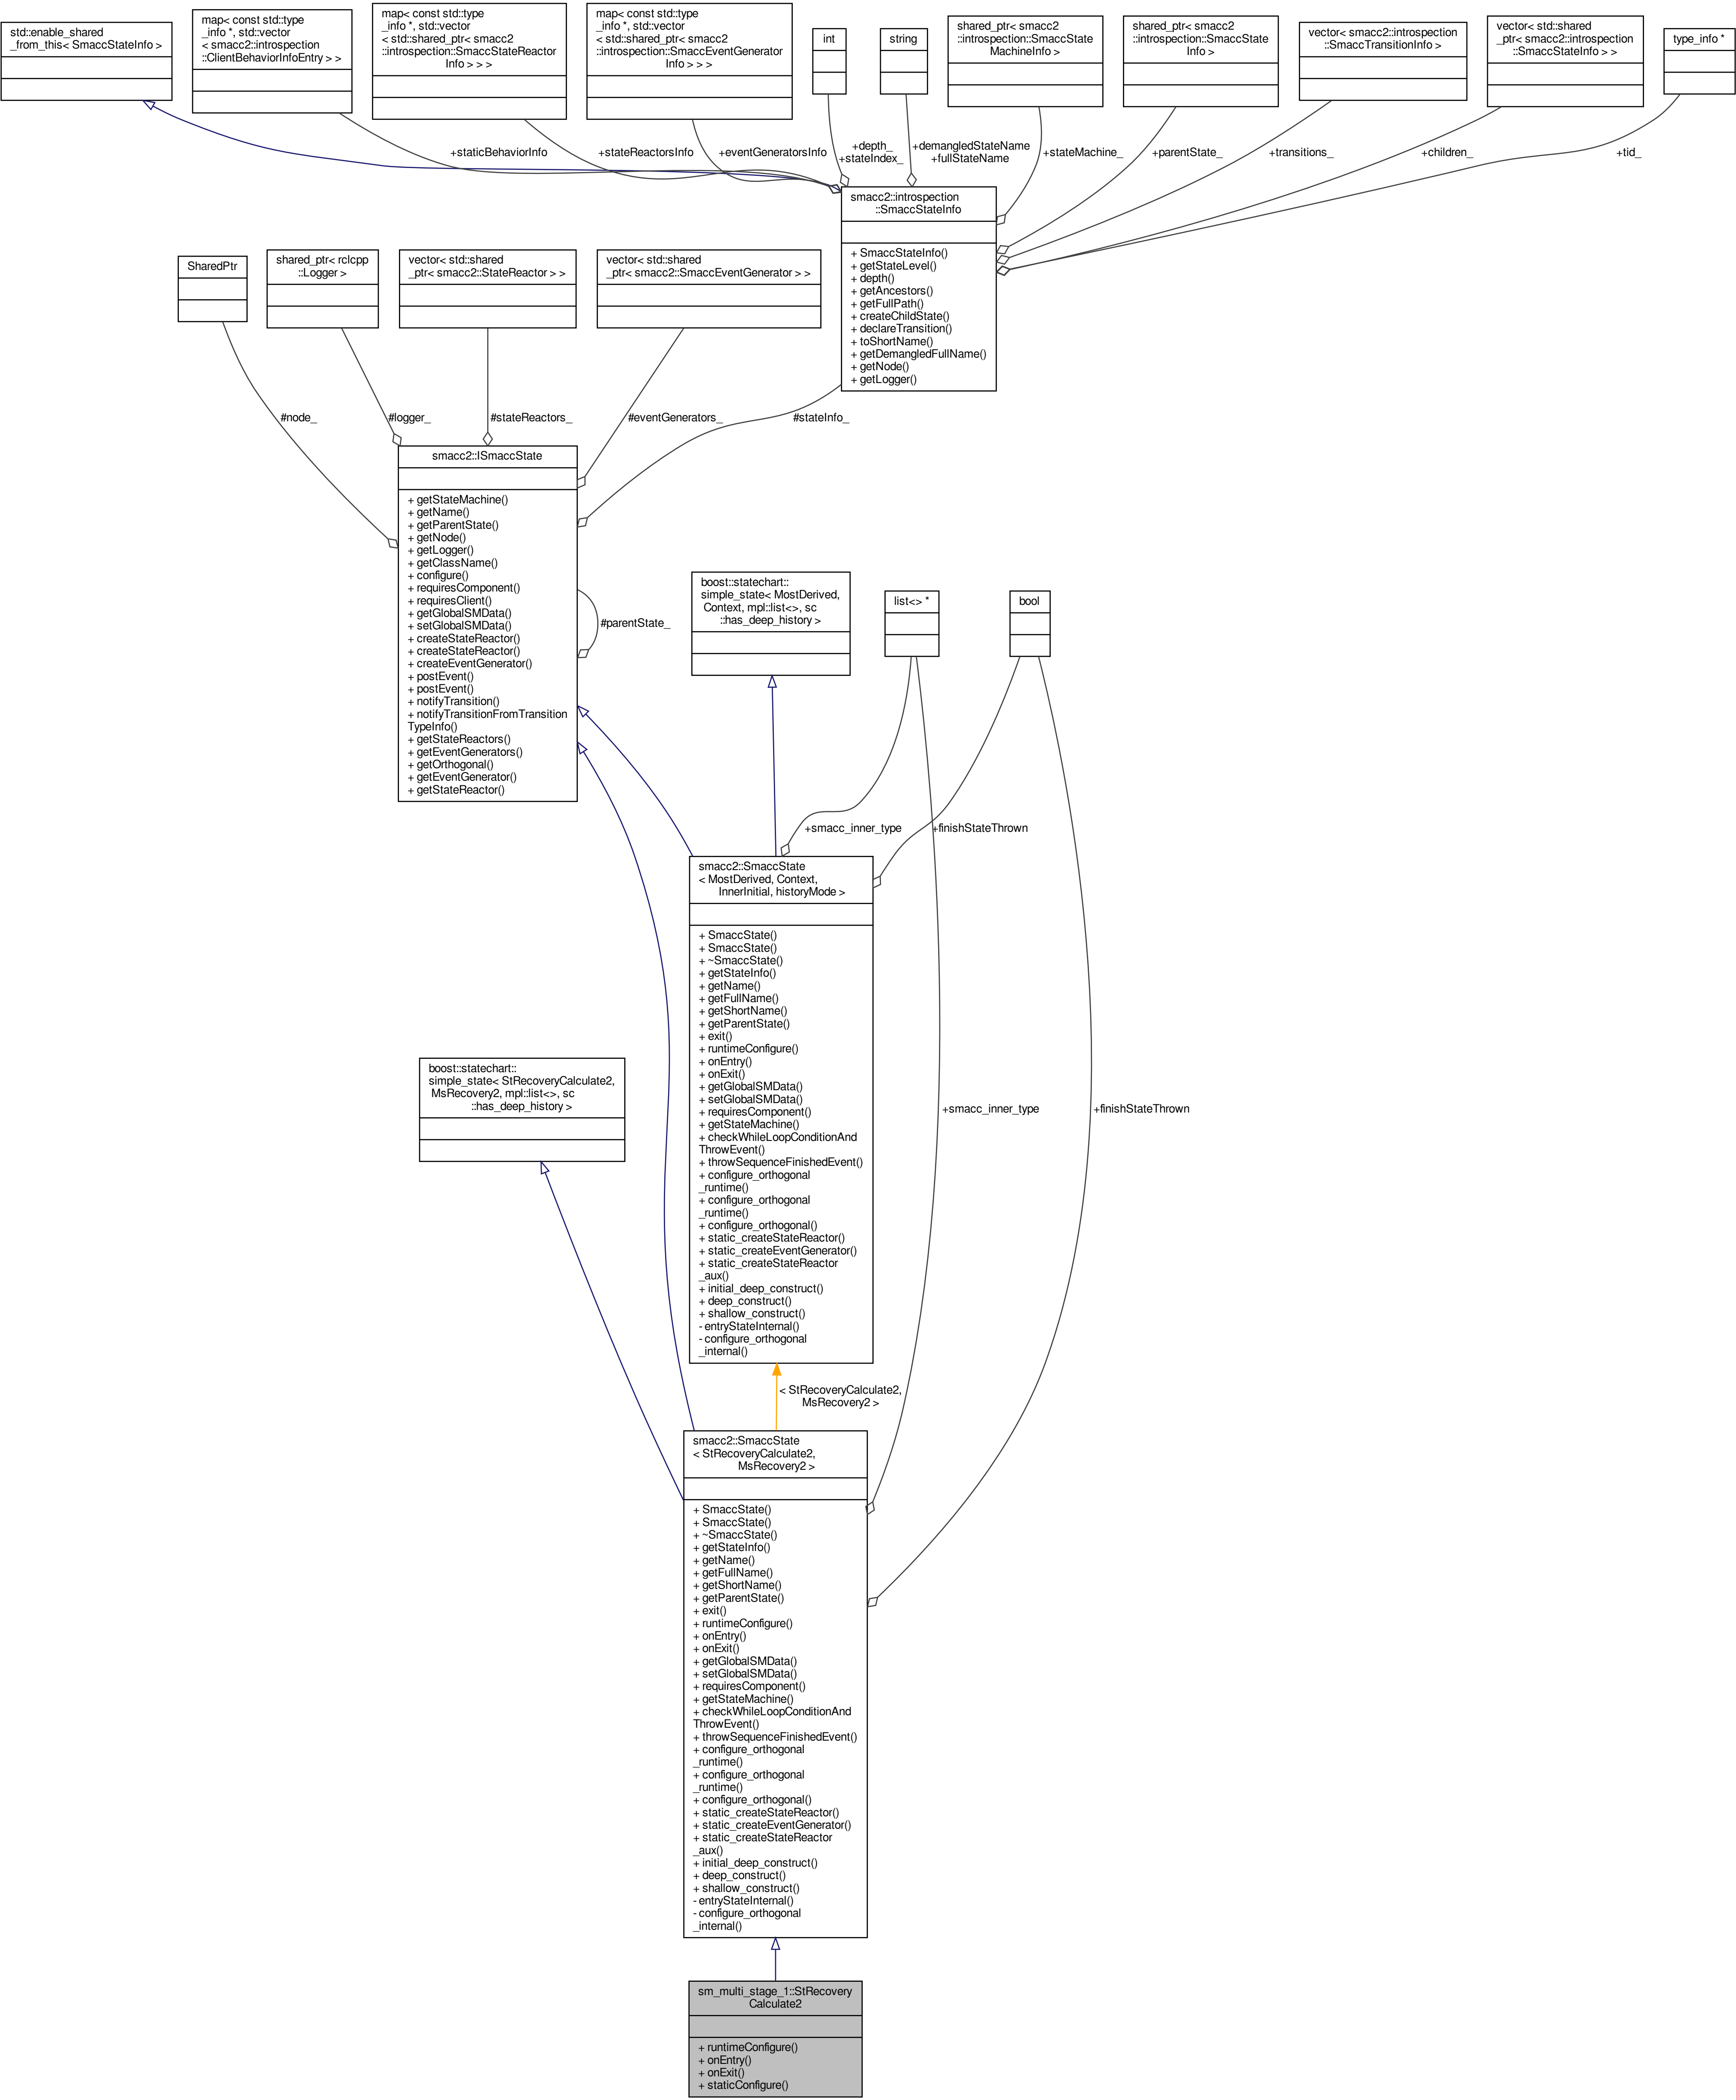 std::enable_shared
_from_this< SmaccStateInfo >
map< const std::type
_info *, std::vector
< smacc2::introspection
::ClientBehaviorInfoEntry > >
map< const std::type
_info *, std::vector
< std::shared_ptr< smacc2
::introspection::SmaccStateReactor
Info > > >
map< const std::type
_info *, std::vector
< std::shared_ptr< smacc2
::introspection::SmaccEventGenerator
Info > > >
int
string
shared_ptr< smacc2
::introspection::SmaccState
MachineInfo >
shared_ptr< smacc2
::introspection::SmaccState
Info >
vector< smacc2::introspection
::SmaccTransitionInfo >
vector< std::shared
_ptr< smacc2::introspection
::SmaccStateInfo > >
type_info *
+staticBehaviorInfo
+stateReactorsInfo
+eventGeneratorsInfo
+depth_
+stateIndex_
+demangledStateName
+fullStateName
+stateMachine_
+parentState_
+transitions_
+children_
+tid_
smacc2::introspection
::SmaccStateInfo
+ SmaccStateInfo()
+ getStateLevel()
+ depth()
+ getAncestors()
+ getFullPath()
+ createChildState()
+ declareTransition()
+ toShortName()
+ getDemangledFullName()
+ getNode()
+ getLogger()
SharedPtr
shared_ptr< rclcpp
::Logger >
vector< std::shared
_ptr< smacc2::StateReactor > >
vector< std::shared
_ptr< smacc2::SmaccEventGenerator > >
#node_
#logger_
#stateReactors_
#eventGenerators_
#stateInfo_
smacc2::ISmaccState
+ getStateMachine()
+ getName()
+ getParentState()
+ getNode()
+ getLogger()
+ getClassName()
+ configure()
+ requiresComponent()
+ requiresClient()
+ getGlobalSMData()
+ setGlobalSMData()
+ createStateReactor()
+ createStateReactor()
+ createEventGenerator()
+ postEvent()
+ postEvent()
+ notifyTransition()
+ notifyTransitionFromTransition
TypeInfo()
+ getStateReactors()
+ getEventGenerators()
+ getOrthogonal()
+ getEventGenerator()
+ getStateReactor()
#parentState_
boost::statechart::
simple_state< MostDerived,
Context, mpl::list<>, sc
::has_deep_history >
list<> *
bool
+smacc_inner_type
+finishStateThrown
smacc2::SmaccState
< MostDerived, Context,
InnerInitial, historyMode >
+ SmaccState()
+ SmaccState()
+ ~SmaccState()
+ getStateInfo()
+ getName()
+ getFullName()
+ getShortName()
+ getParentState()
+ exit()
+ runtimeConfigure()
+ onEntry()
+ onExit()
+ getGlobalSMData()
+ setGlobalSMData()
+ requiresComponent()
+ getStateMachine()
+ checkWhileLoopConditionAnd
ThrowEvent()
+ throwSequenceFinishedEvent()
+ configure_orthogonal
_runtime()
+ configure_orthogonal
_runtime()
+ configure_orthogonal()
+ static_createStateReactor()
+ static_createEventGenerator()
+ static_createStateReactor
_aux()
+ initial_deep_construct()
+ deep_construct()
+ shallow_construct()
- entryStateInternal()
- configure_orthogonal
_internal()
boost::statechart::
simple_state< StRecoveryCalculate2,
MsRecovery2, mpl::list<>, sc
::has_deep_history >
+smacc_inner_type
+finishStateThrown
< StRecoveryCalculate2,
MsRecovery2 >
smacc2::SmaccState
< StRecoveryCalculate2,
MsRecovery2 >
+ SmaccState()
+ SmaccState()
+ ~SmaccState()
+ getStateInfo()
+ getName()
+ getFullName()
+ getShortName()
+ getParentState()
+ exit()
+ runtimeConfigure()
+ onEntry()
+ onExit()
+ getGlobalSMData()
+ setGlobalSMData()
+ requiresComponent()
+ getStateMachine()
+ checkWhileLoopConditionAnd
ThrowEvent()
+ throwSequenceFinishedEvent()
+ configure_orthogonal
_runtime()
+ configure_orthogonal
_runtime()
+ configure_orthogonal()
+ static_createStateReactor()
+ static_createEventGenerator()
+ static_createStateReactor
_aux()
+ initial_deep_construct()
+ deep_construct()
+ shallow_construct()
- entryStateInternal()
- configure_orthogonal
_internal()
sm_multi_stage_1::StRecovery
Calculate2
+ runtimeConfigure()
+ onEntry()
+ onExit()
+ staticConfigure()